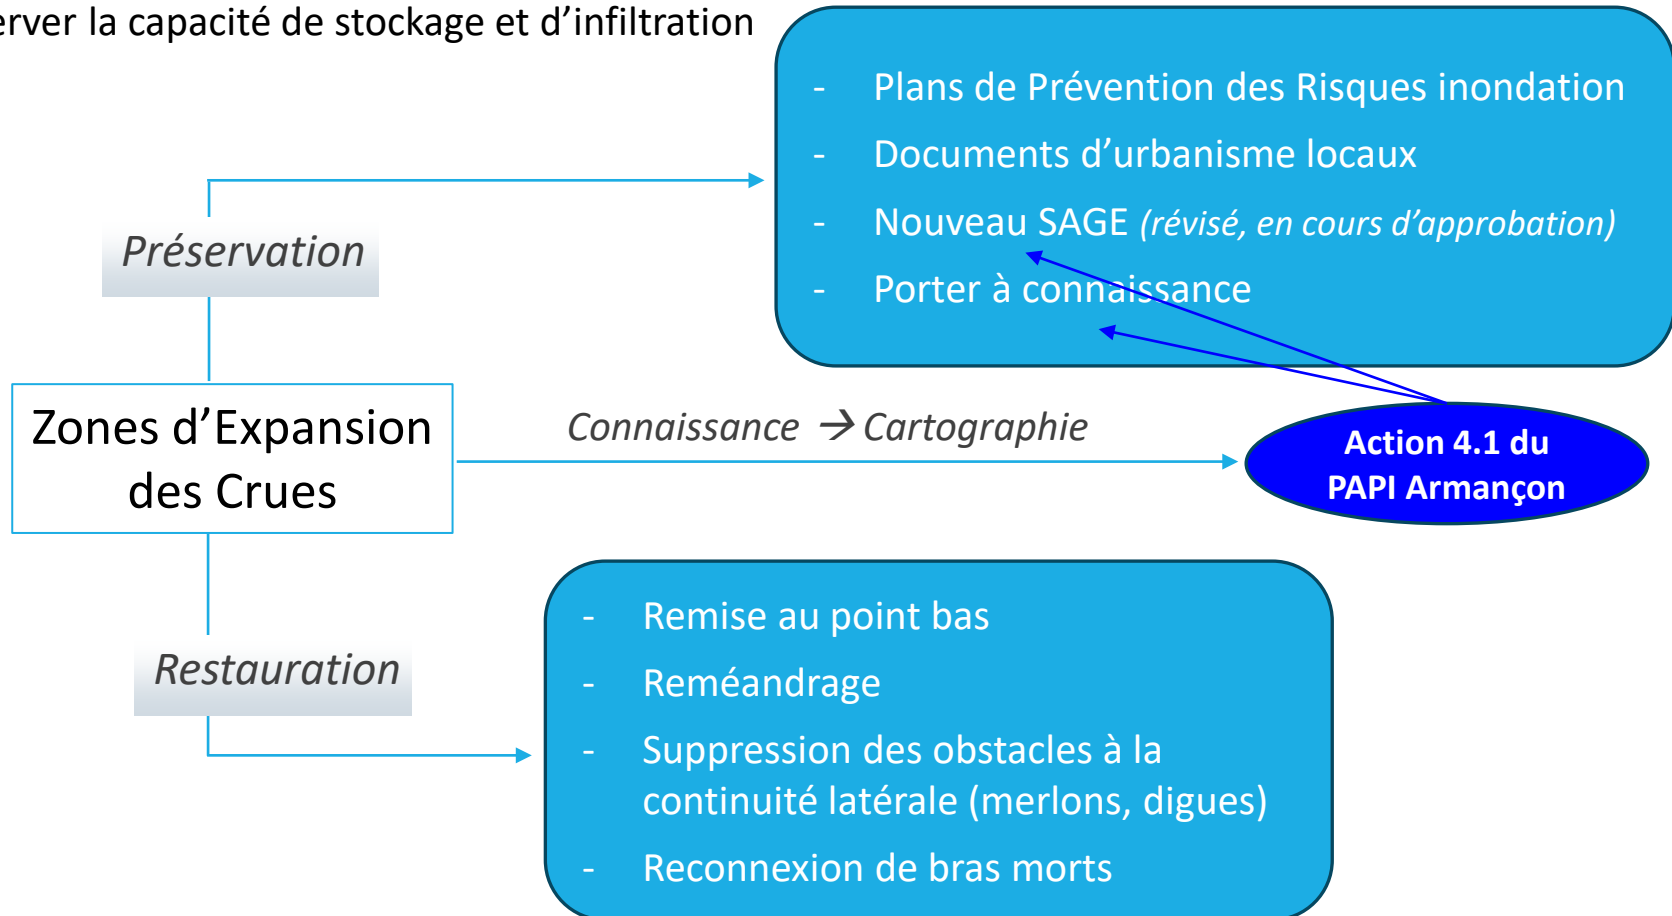 la capacité de stockage et d’infiltration
- Plans de Prévention des Risques inondation
- Documents d’urbanisme locaux
- Nouveau SAGE (révisé, en cours d’approbation)
- Porter à connaissance
Préservation
Zones d’Expansion
des Crues
Connaissance → Cartographie
Action 4.1 du
PAPI Armançon
Restauration
- Remise au point bas
- Reméandrage
- Suppression des obstacles à la
continuité latérale (merlons, digues)
- Reconnexion de bras morts